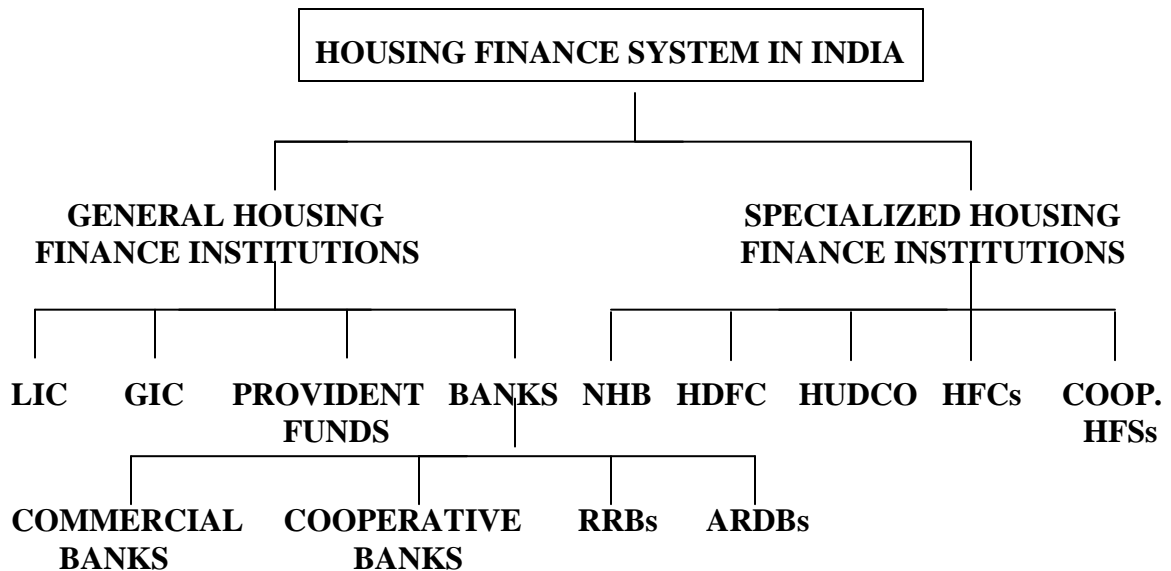 HOUSING FINANCE SYSTEM IN INDIA
GENERAL HOUSING
FINANCE INSTITUTIONS
SPECIALIZED HOUSING
FINANCE INSTITUTIONS
LIC
GIC
PROVIDENT
FUNDS
BANKS
NHB
HDFC
HUDCO
HFCs
COOP.
HFSs
COMMERCIAL
BANKS
COOPERATIVE
BANKS
RRBs
ARDBs